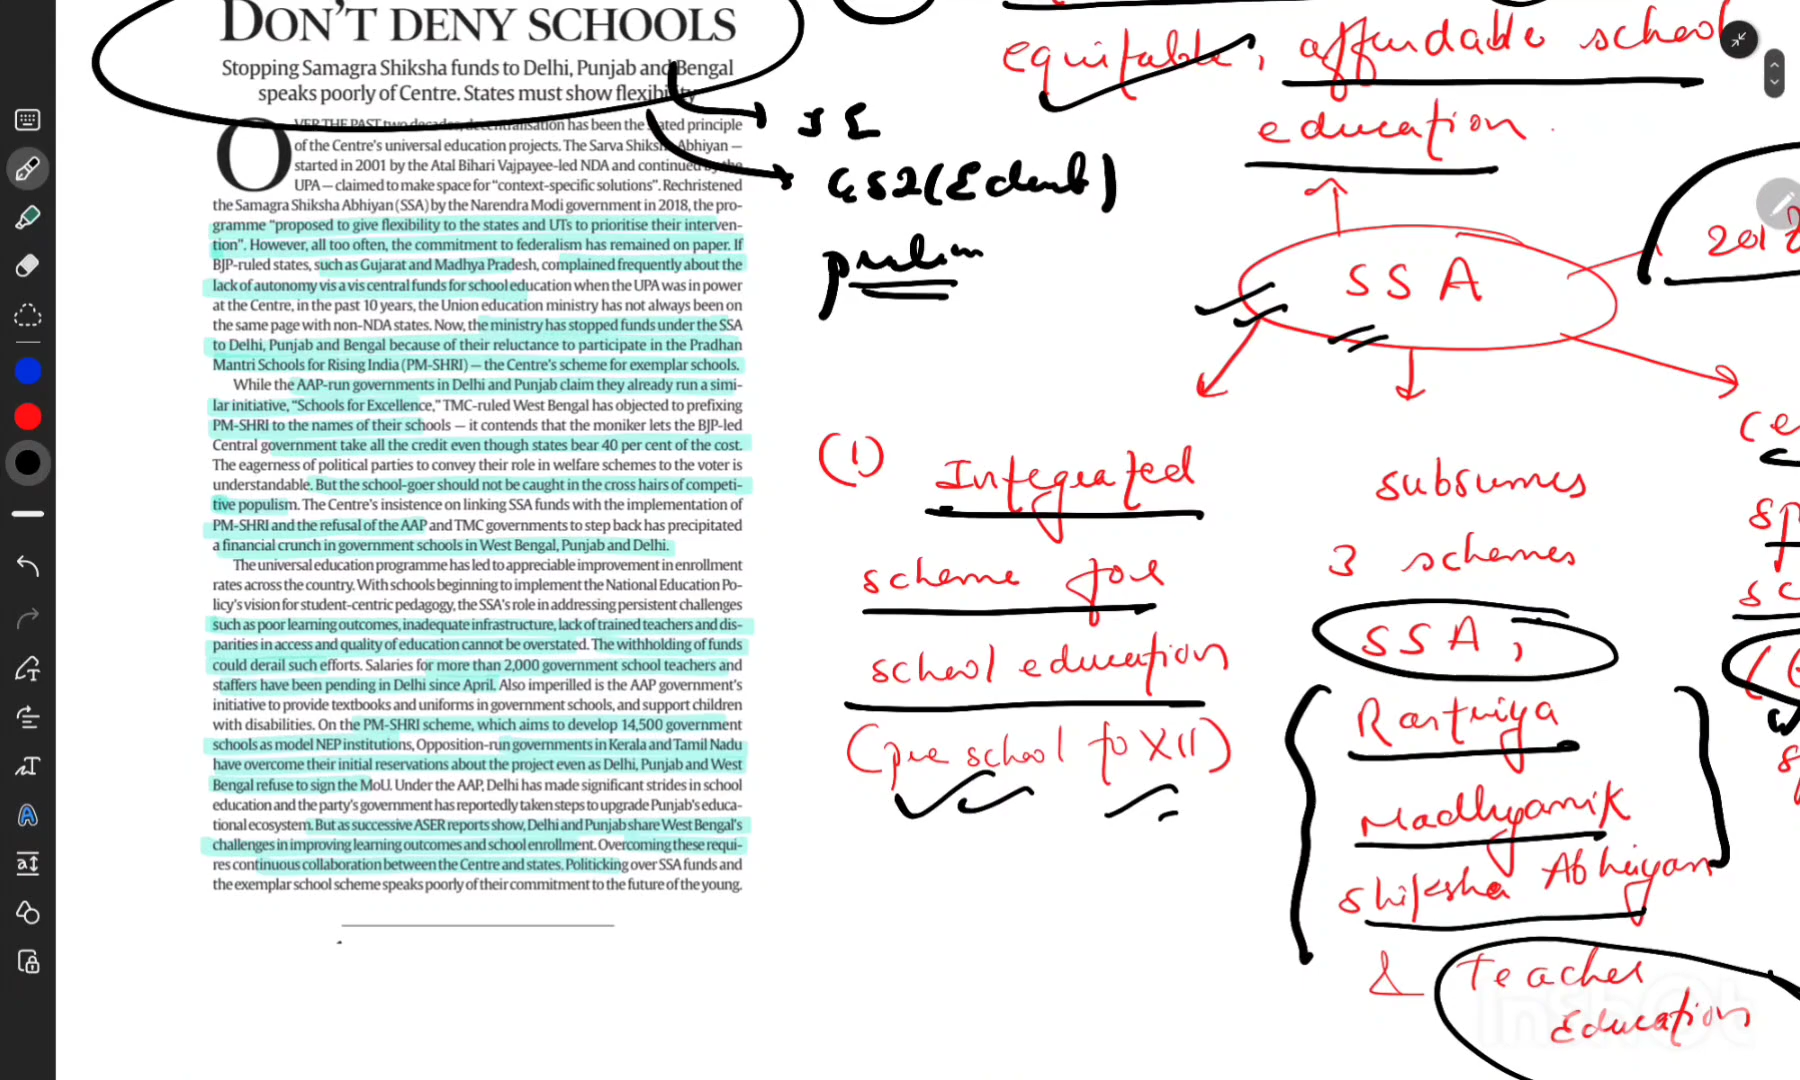 DON'T DENY SCHOOLS
Stopping Samagra Shiksha funds to Delhi, Punjab and Bengal
speaks poorly of Centre. States must show flexibility
OVER THE PAST two decades, decentralisation has been the stated principle
of the Centre's universal education projects. The Sarva Shiksha Abhiyan —
started in 2001 by the Atal Bihari Vajpayee-led NDA and continued by the
UPA — claimed to make space for "context-specific solutions". Rechristened
the Samagra Shiksha Abhiyan (SSA) by the Narendra Modi government in 2018, the pro-
gramme "proposed to give flexibility to the states and UTs to prioritise their interven-
tion". However, all too often, the commitment to federalism has remained on paper. If
BJP-ruled states, such as Gujarat and Madhya Pradesh, complained frequently about the
lack of autonomy vis a vis central funds for school education when the UPA was in power
at the Centre, in the past 10 years, the Union education ministry has not always been on
the same page with non-NDA states. Now, the ministry has stopped funds under the SSA
to Delhi, Punjab and Bengal because of their reluctance to participate in the Pradhan
Mantri Schools for Rising India (PM-SHRI) — the Centre's scheme for exemplar schools.
While the AAP-run governments in Delhi and Punjab claim they already run a simi-
lar initiative, "Schools for Excellence," TMC-ruled West Bengal has objected to prefixing
PM-SHRI to the names of their schools — it contends that the moniker lets the BJP-led
Central government take all the credit even though states bear 40 per cent of the cost.
The eagerness of political parties to convey their role in welfare schemes to the voter is
understandable. But the school-goer should not be caught in the cross hairs of competi-
tive populism. The Centre's insistence on linking SSA funds with the implementation of
PM-SHRI and the refusal of the AAP and TMC governments to step back has precipitated
a financial crunch in government schools in West Bengal, Punjab and Delhi.
The universal education programme has led to appreciable improvement in enrollment
rates across the country. With schools beginning to implement the National Education Po-
licy's vision for student-centric pedagogy, the SSA's role in addressing persistent challenges
such as poor learning outcomes, inadequate infrastructure, lack of trained teachers and dis-
parities in access and quality of education cannot be overstated. The withholding of funds
could derail such efforts. Salaries for more than 2,000 government school teachers and
staffers have been pending in Delhi since April. Also imperilled is the AAP government's
initiative to provide textbooks and uniforms in government schools, and support children
with disabilities. On the PM-SHRI scheme, which aims to develop 14,500 government
schools as model NEP institutions, Opposition-run governments in Kerala and Tamil Nadu
have overcome their initial reservations about the project even as Delhi, Punjab and West
Bengal refuse to sign the MoU. Under the AAP, Delhi has made significant strides in school
education and the party's government has reportedly taken steps to upgrade Punjab's educa-
tional ecosystem. But as successive ASER reports show, Delhi and Punjab share West Bengal's
challenges in improving learning outcomes and school enrollment. Overcoming these requi-
res continuous collaboration between the Centre and states. Politicking over SSA funds and
the exemplar school scheme speaks poorly of their commitment to the future of the young.
equitable, affordable school
education.
GS2 (
prelim
SSA
(1) Integrated
scheme for
school education
(pre school to XII)
subsumes
3 schemes
SSA,
Rastriya
Madhyamik
Shiksha Abhiyan
& Teacher
Education